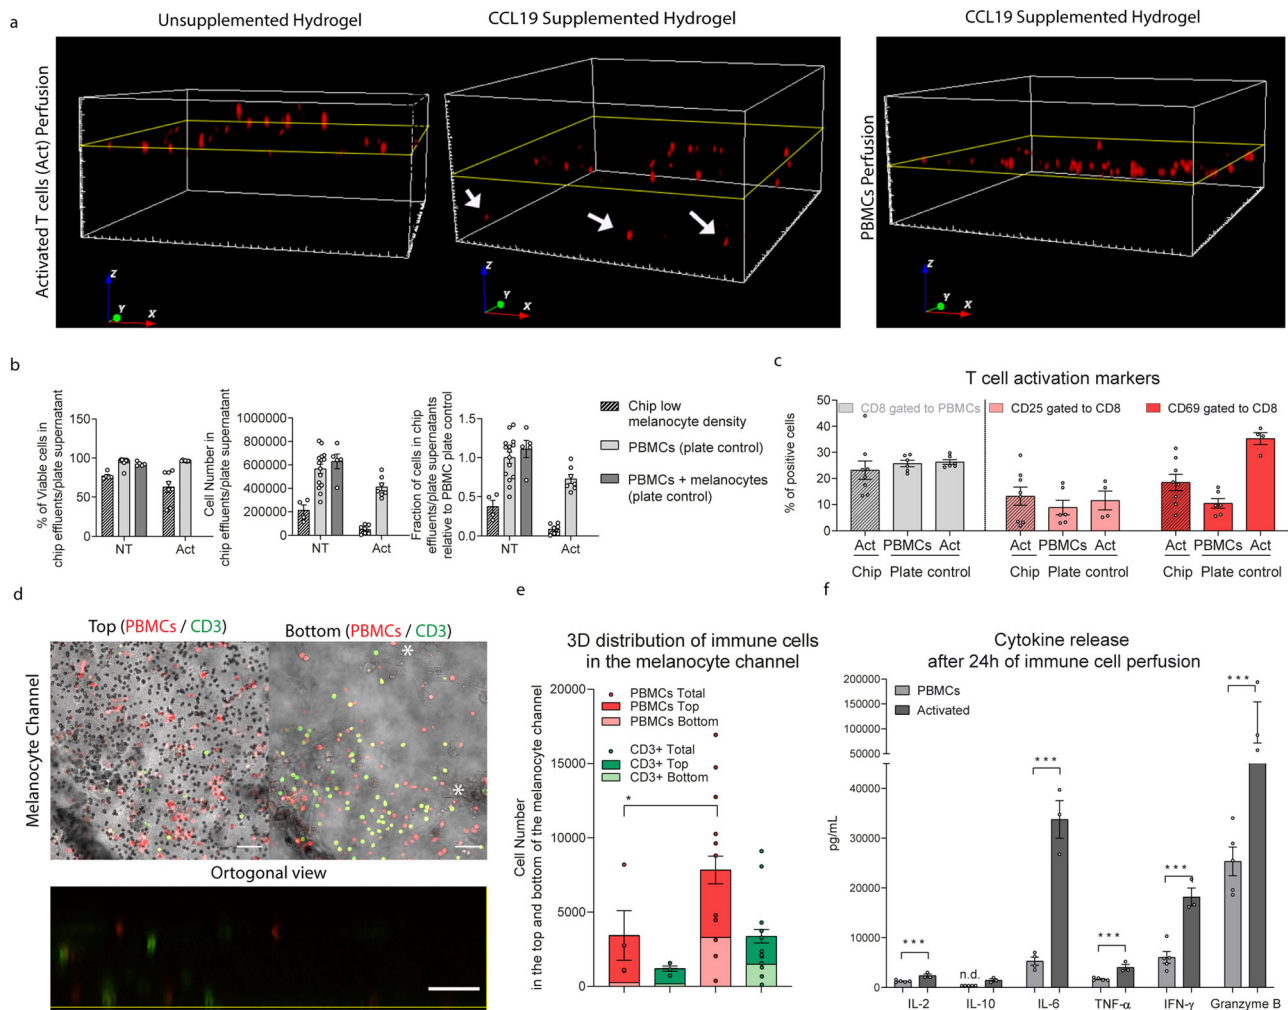 a
Unsupplemented Hydrogel
CCL19 Supplemented Hydrogel
CCL19 Supplemented Hydrogel
Activated T cells (Act) Perfusion
PBMCs Perfusion
Z
Y
X
Z
Y
X
Z
Y
X
b
% of Viable cells in
chip effluents/plate supernatant
150
100
50
0
NT
Act
Cell Number in
chip effluents/plate supernatant
1000000
800000
600000
400000
200000
0
NT
Act
Fraction of cells in chip
effluents/plate supernatants
relative to PBMC plate control
1.5
1.0
0.5
0.0
NT
Act
Chip low
melanocyte density
PBMCs (plate control)
PBMCs + melanocytes
(plate control)
c
T cell activation markers
CD8 gated to PBMCs
CD25 gated to CD8
CD69 gated to CD8
% of positive cells
50
40
30
20
10
0
Act PBMCs Act
Chip Plate control
Act PBMCs Act
Chip Plate control
Act PBMCs Act
Chip Plate control
d
Top (PBMCs / CD3)
Bottom (PBMCs / CD3)
Melanocyte Channel
*
*
Ortogonal view
e
3D distribution of immune cells
in the melanocyte channel
Cell Number
in the top and bottom of the melanocyte channel
20000
15000
10000
5000
0
PBMCs Total
PBMCs Top
PBMCs Bottom
CD3+ Total
CD3+ Top
CD3+ Bottom
*
f
Cytokine release
after 24h of immune cell perfusion
PBMCs
Activated
pg/mL
200000
150000
100000
50000
40000
30000
20000
10000
0
***
n.d.
***
***
***
***
IL-2
IL-10
IL-6
TNF-α
IFN-γ
Granzyme B